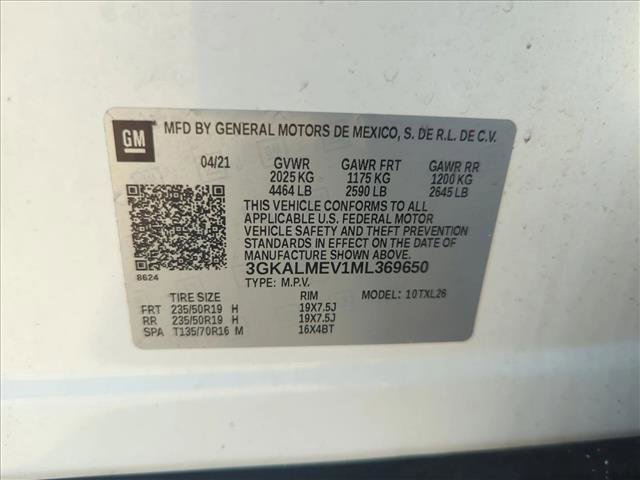 GM MFD BY GENERAL MOTORS DE MEXICO, S. DE R.L. DE C.V.
04/21 GVWR GAWR FRT GAWR RR
2025 KG 1175 KG 1200 KG
4464 LB 2590 LB 2645 LB
THIS VEHICLE CONFORMS TO ALL
APPLICABLE U.S. FEDERAL MOTOR
VEHICLE SAFETY AND THEFT PREVENTION
STANDARDS IN EFFECT ON THE DATE OF
MANUFACTURE SHOWN ABOVE.
8624 3GKALMEV1ML369650
TYPE: M.P.V.
TIRE SIZE RIM MODEL: 10TXL26
FRT 235/50R19 H 19X7.5J
RR 235/50R19 H 19X7.5J
SPA T135/70R16 M 16X4BT